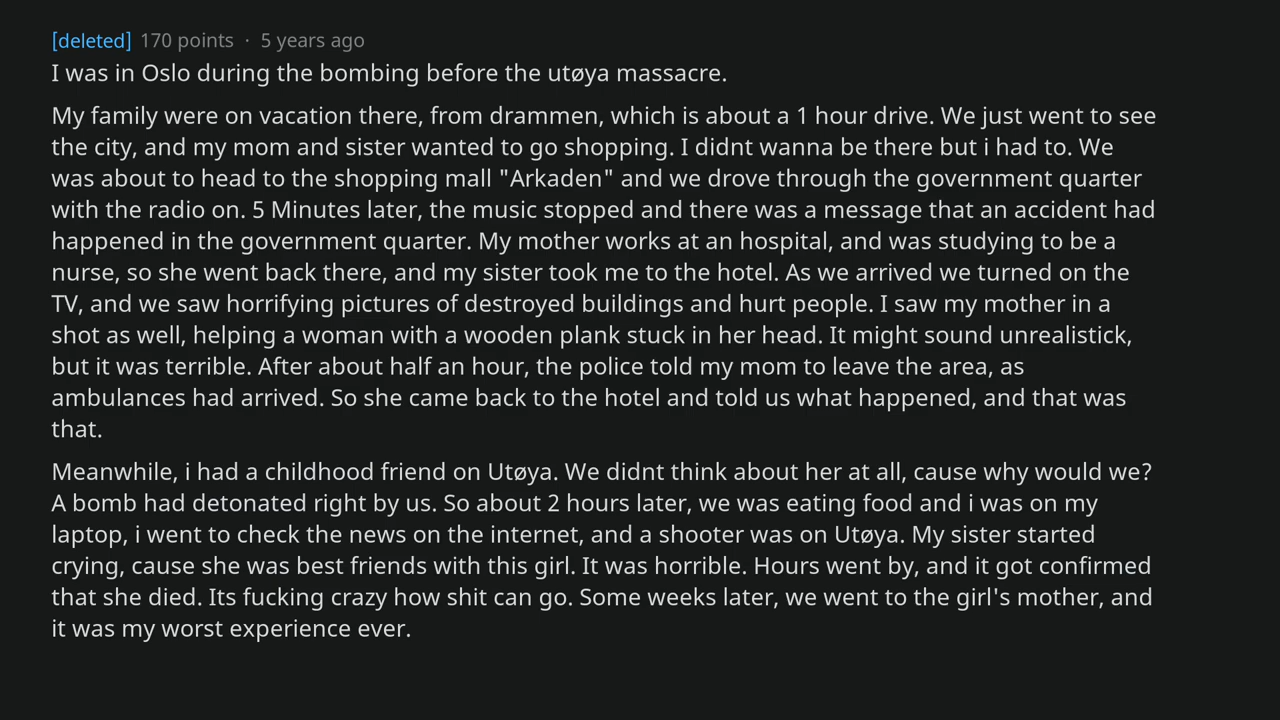 [deleted] 170 points · 5 years ago
I was in Oslo during the bombing before the utøya massacre.
My family were on vacation there, from drammen, which is about a 1 hour drive. We just went to see
the city, and my mom and sister wanted to go shopping. I didnt wanna be there but i had to. We
was about to head to the shopping mall "Arkaden" and we drove through the government quarter
with the radio on. 5 Minutes later, the music stopped and there was a message that an accident had
happened in the government quarter. My mother works at an hospital, and was studying to be a
nurse, so she went back there, and my sister took me to the hotel. As we arrived we turned on the
TV, and we saw horrifying pictures of destroyed buildings and hurt people. I saw my mother in a
shot as well, helping a woman with a wooden plank stuck in her head. It might sound unrealistick,
but it was terrible. After about half an hour, the police told my mom to leave the area, as
ambulances had arrived. So she came back to the hotel and told us what happened, and that was
that.
Meanwhile, i had a childhood friend on Utøya. We didnt think about her at all, cause why would we?
A bomb had detonated right by us. So about 2 hours later, we was eating food and i was on my
laptop, i went to check the news on the internet, and a shooter was on Utøya. My sister started
crying, cause she was best friends with this girl. It was horrible. Hours went by, and it got confirmed
that she died. Its fucking crazy how shit can go. Some weeks later, we went to the girl's mother, and
it was my worst experience ever.